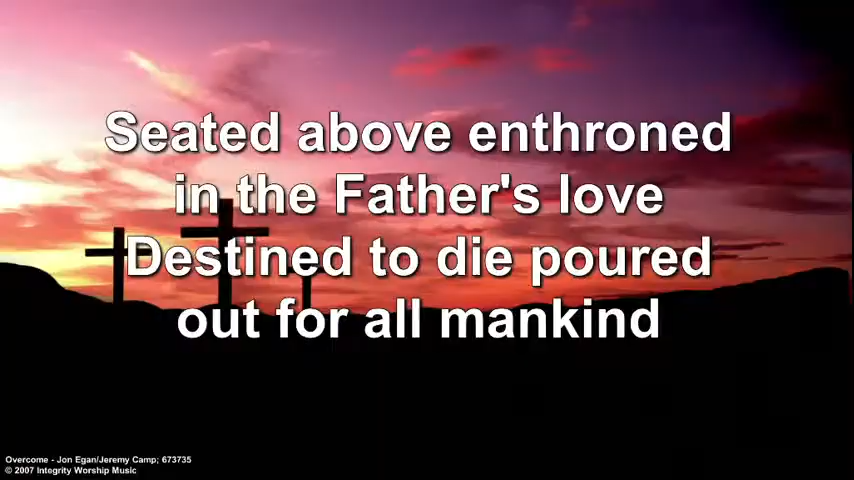 Seated above enthroned
in the Father's love
Destined to die poured
out for all mankind
Overcome - Jon Egan/Jeremy Camp; 673735
© 2007 Integrity Worship Music